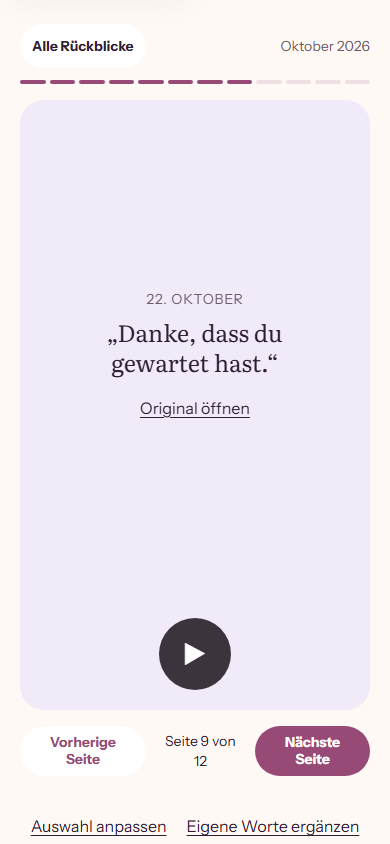 Alle Rückblicke
Oktober 2026
22. OKTOBER
„Danke, dass du
gewartet hast.“
Original öffnen
Vorherige
Seite
Seite 9 von
12
Nächste
Seite
Auswahl anpassen
Eigene Worte ergänzen